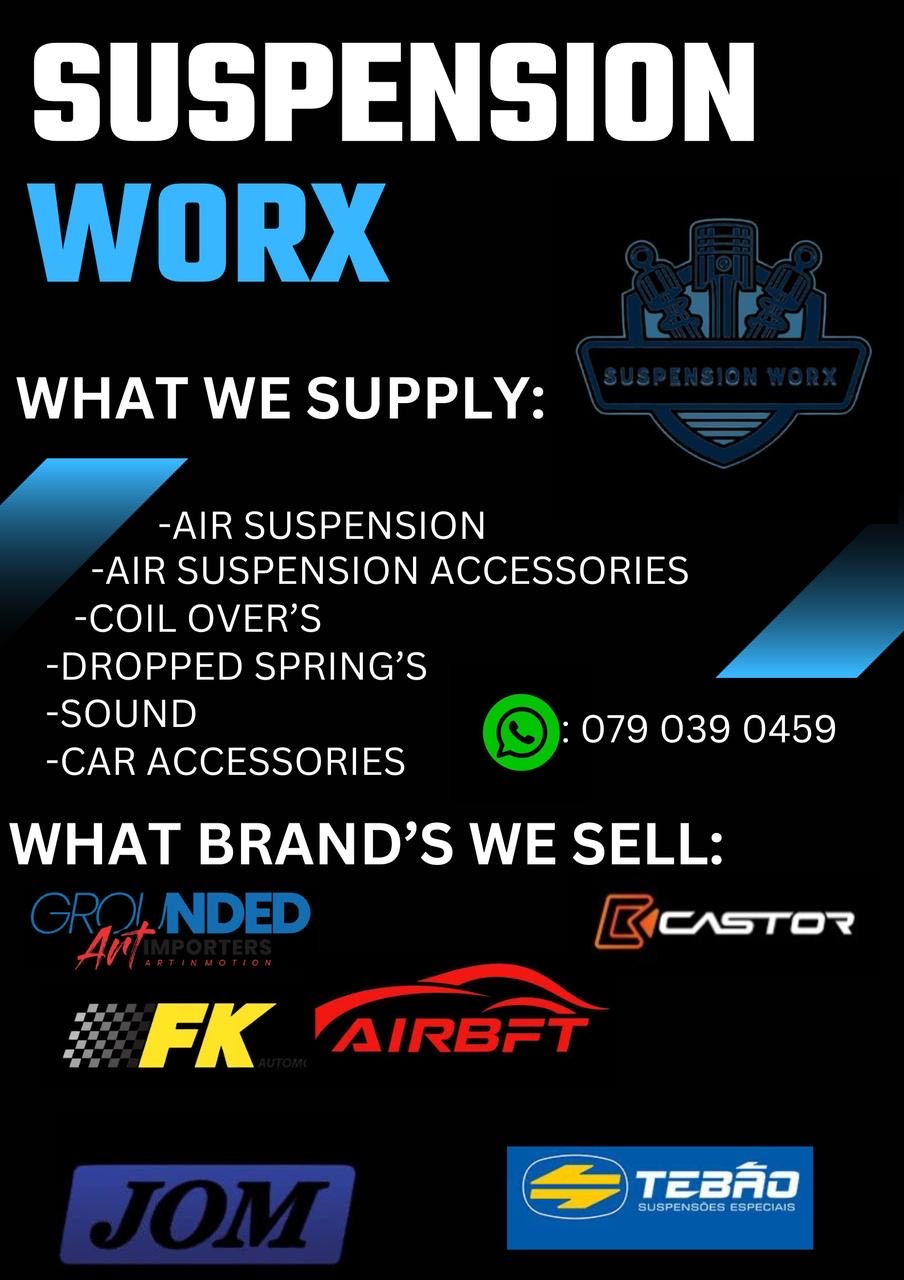 SUSPENSION
WORX
SUSPENSION WORX
WHAT WE SUPPLY:
-AIR SUSPENSION
-AIR SUSPENSION ACCESSORIES
-COIL OVER’S
-DROPPED SPRING’S
-SOUND
-CAR ACCESSORIES
: 079 039 0459
WHAT BRAND’S WE SELL:
GROUNDED
Art IMPORTERS
ART IN MOTION
CASTOR
FK
AIRBFT
JOM
TEBÃO
SUSPENSÕES ESPECIAIS